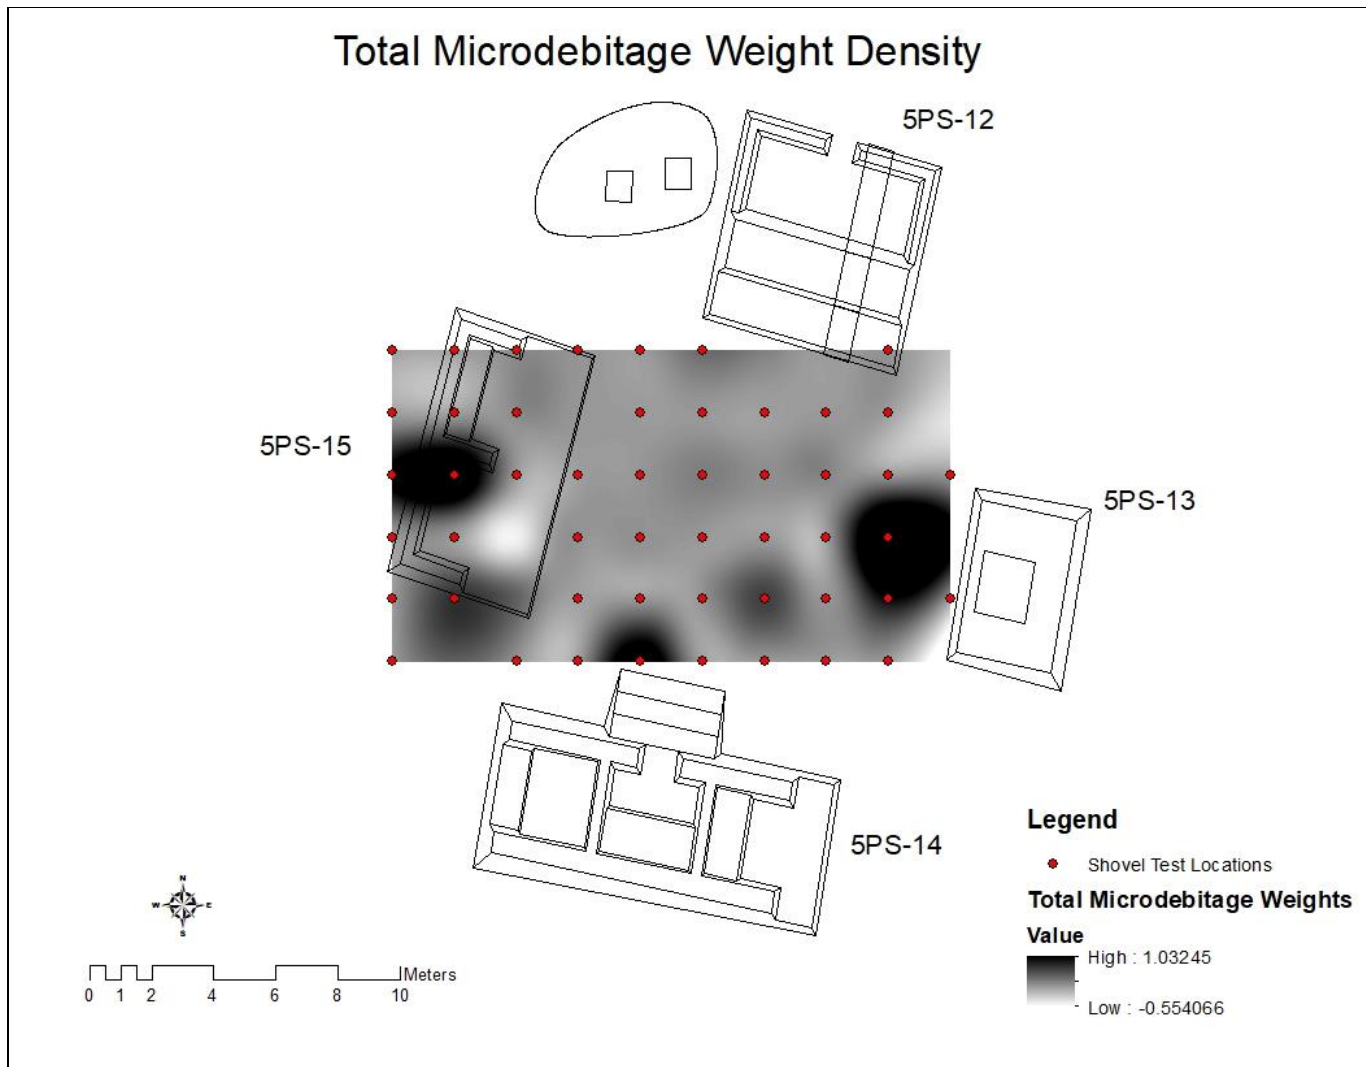 Total Microdebitage Weight Density
5PS-12
5PS-15
5PS-13
5PS-14
N
W E
S
Meters
0 1 2 4 6 8 10
Legend
Shovel Test Locations
Total Microdebitage Weights
Value
High : 1.03245
Low : -0.554066